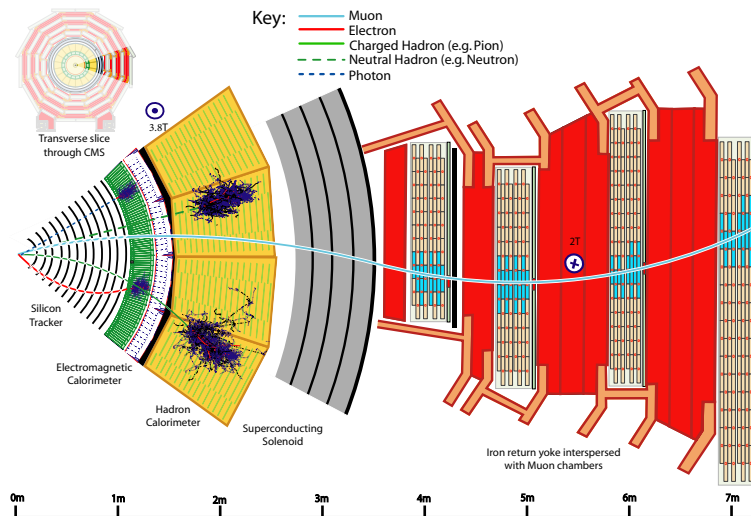 Key:
Muon
Electron
Charged Hadron (e.g. Pion)
Neutral Hadron (e.g. Neutron)
Photon
Transverse slice
through CMS
3.8T
2T
Silicon
Tracker
Electromagnetic
Calorimeter
Hadron
Calorimeter
Superconducting
Solenoid
Iron return yoke interspersed
with Muon chambers
0m 1m 2m 3m 4m 5m 6m 7m